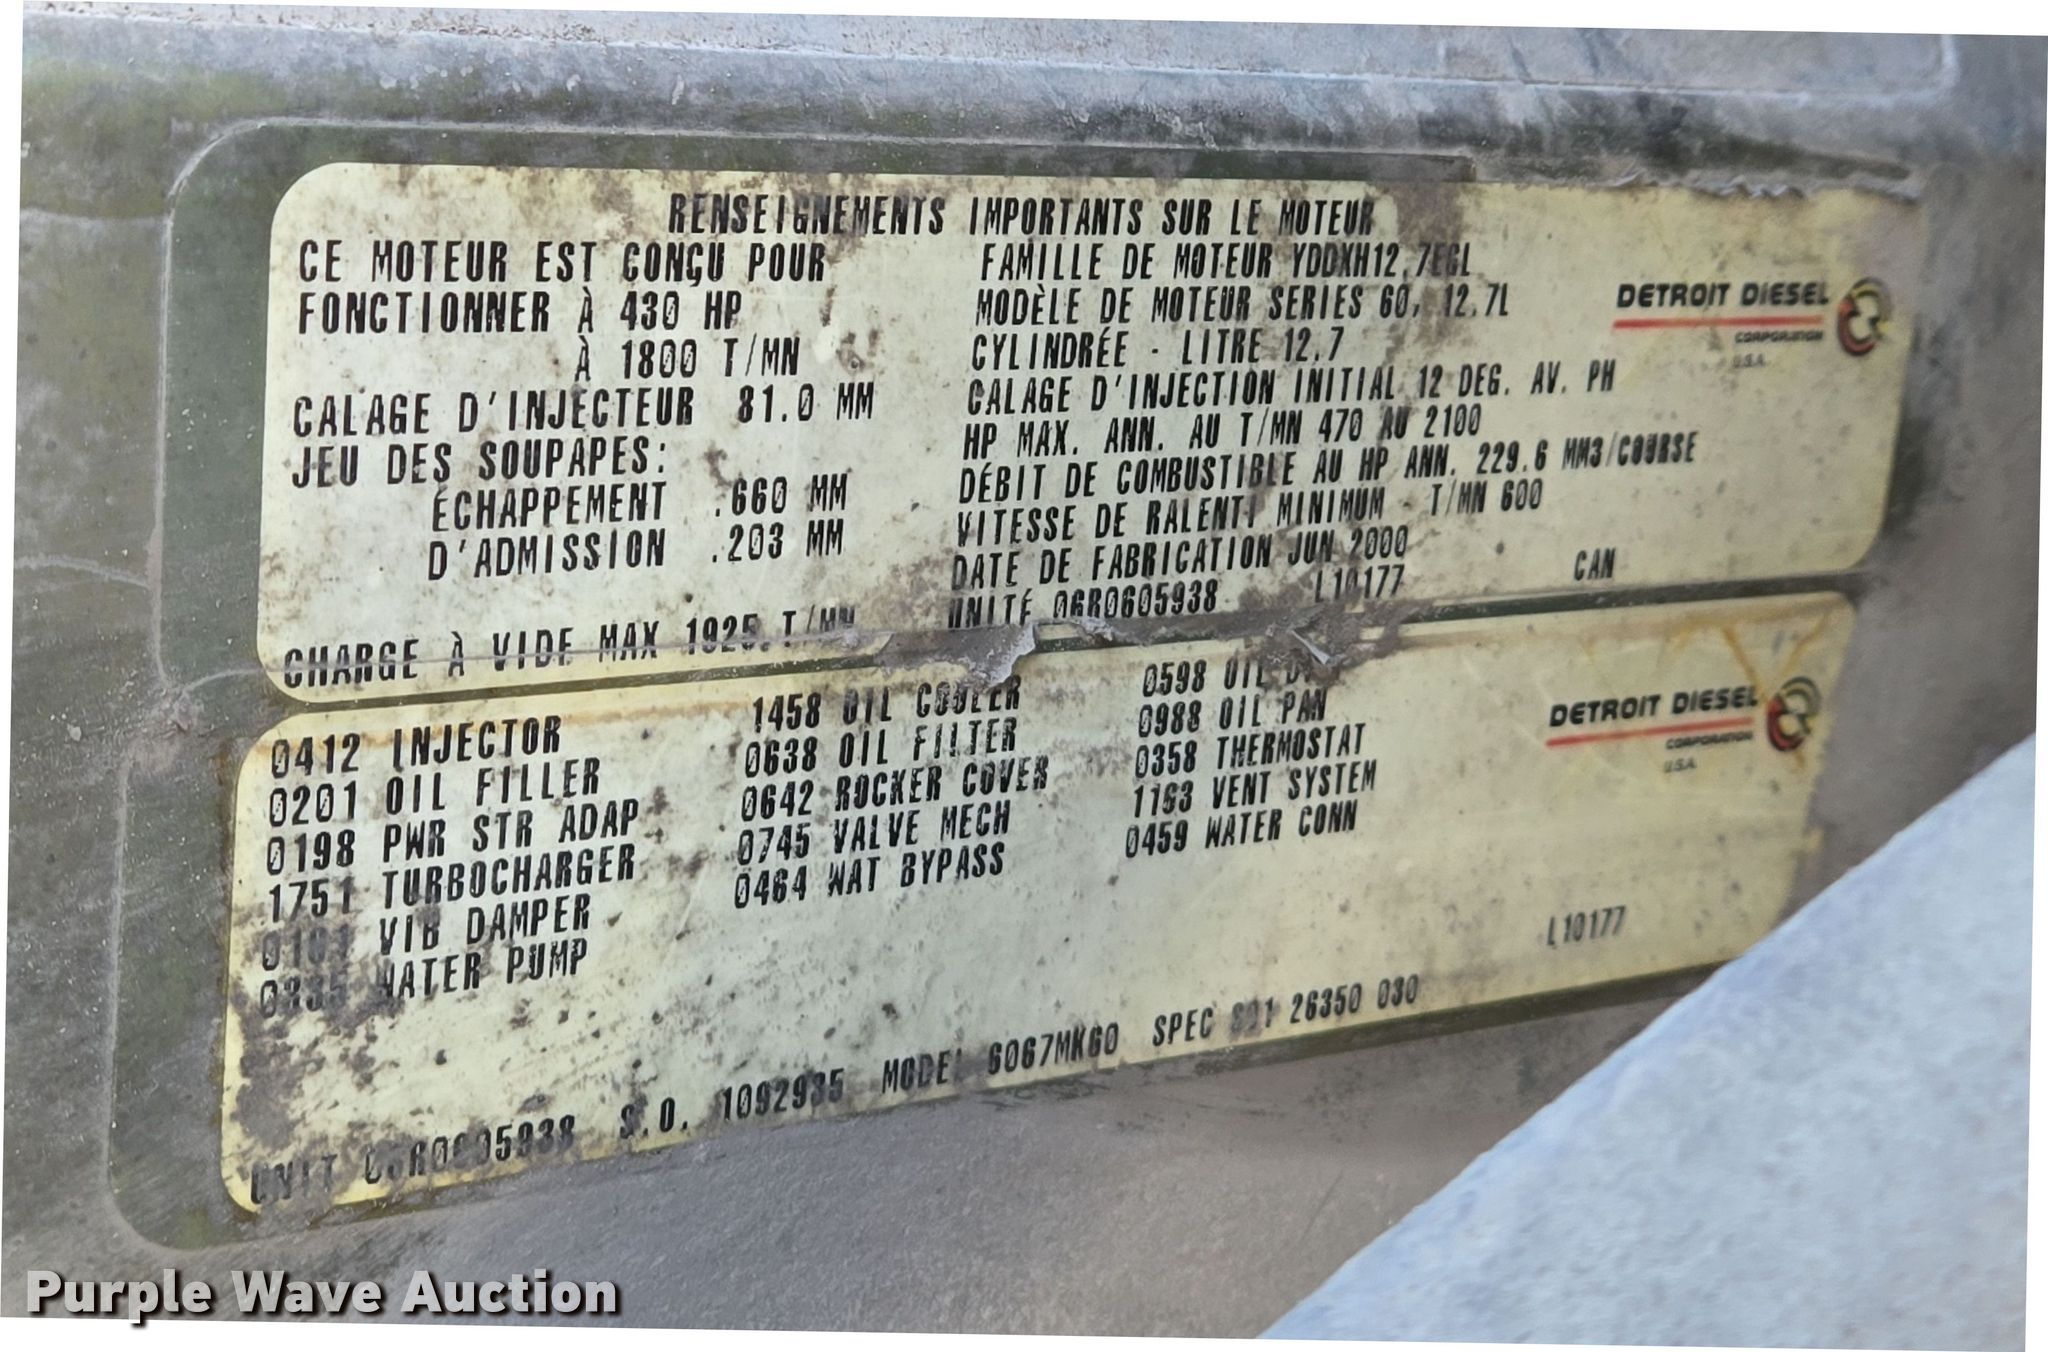 RENSEIGNEMENTS IMPORTANTS SUR LE MOTEUR
CE MOTEUR EST CONÇU POUR
FONCTIONNER À 430 HP
À 1800 T/MN
CALAGE D'INJECTEUR 81.0 MM
JEU DES SOUPAPES:
ÉCHAPPEMENT .660 MM
D'ADMISSION .203 MM
CHARGE À VIDE MAX 1925 T/MN
FAMILLE DE MOTEUR YDDXH12.7EGL
MODÈLE DE MOTEUR SERIES 60, 12.7L
CYLINDRÉE - LITRE 12.7
CALAGE D'INJECTION INITIAL 12 DEG. AV. PH
HP MAX. ANN. AU T/MN 470 AU 2100
DÉBIT DE COMBUSTIBLE AU HP ANN. 229.6 MM3/COURSE
VITESSE DE RALENTI MINIMUM - T/MN 600
DATE DE FABRICATION JUN 2000
UNITÉ 06R0605938 L10177 CAN
DETROIT DIESEL
CORPORATION
U.S.A.
0412 INJECTOR
0201 OIL FILLER
0198 PWR STR ADAP
1751 TURBOCHARGER
VIB DAMPER
WATER PUMP
1458 OIL COOLER
0638 OIL FILTER
0642 ROCKER COVER
0745 VALVE MECH
0464 WAT BYPASS
0598 OIL
0988 OIL PAN
0358 THERMOSTAT
1163 VENT SYSTEM
0459 WATER CONN
DETROIT DIESEL
CORPORATION
U.S.A.
L10177
UNIT 06R0605938 S.O. 1092935 MODEL 6067MK60 SPEC 26350 030
Purple Wave Auction